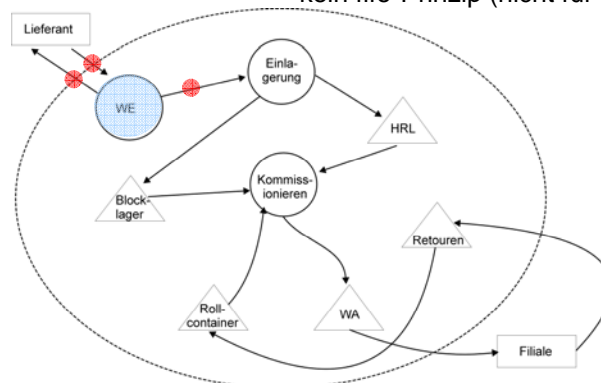 Lieferant
WE
Einla-
gerung
HRL
Kommiss-
ionieren
Block-
lager
Retouren
Roll-
container
WA
Filiale